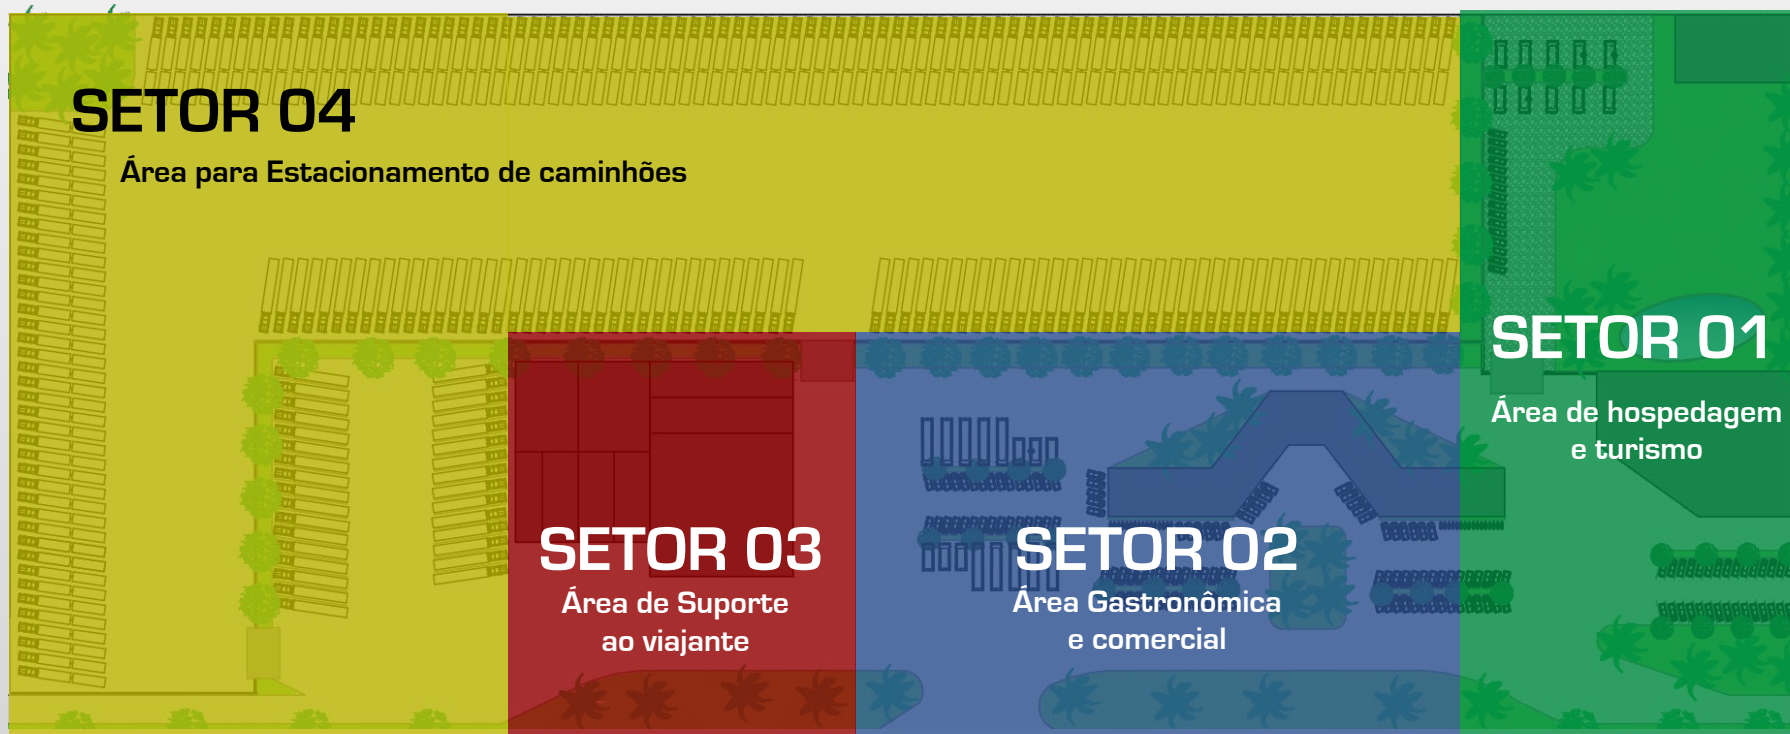 SETOR 04
Área para Estacionamento de caminhões
SETOR 01
Área de hospedagem
e turismo
SETOR 03
Área de Suporte
ao viajante
SETOR 02
Área Gastronômica
e comercial